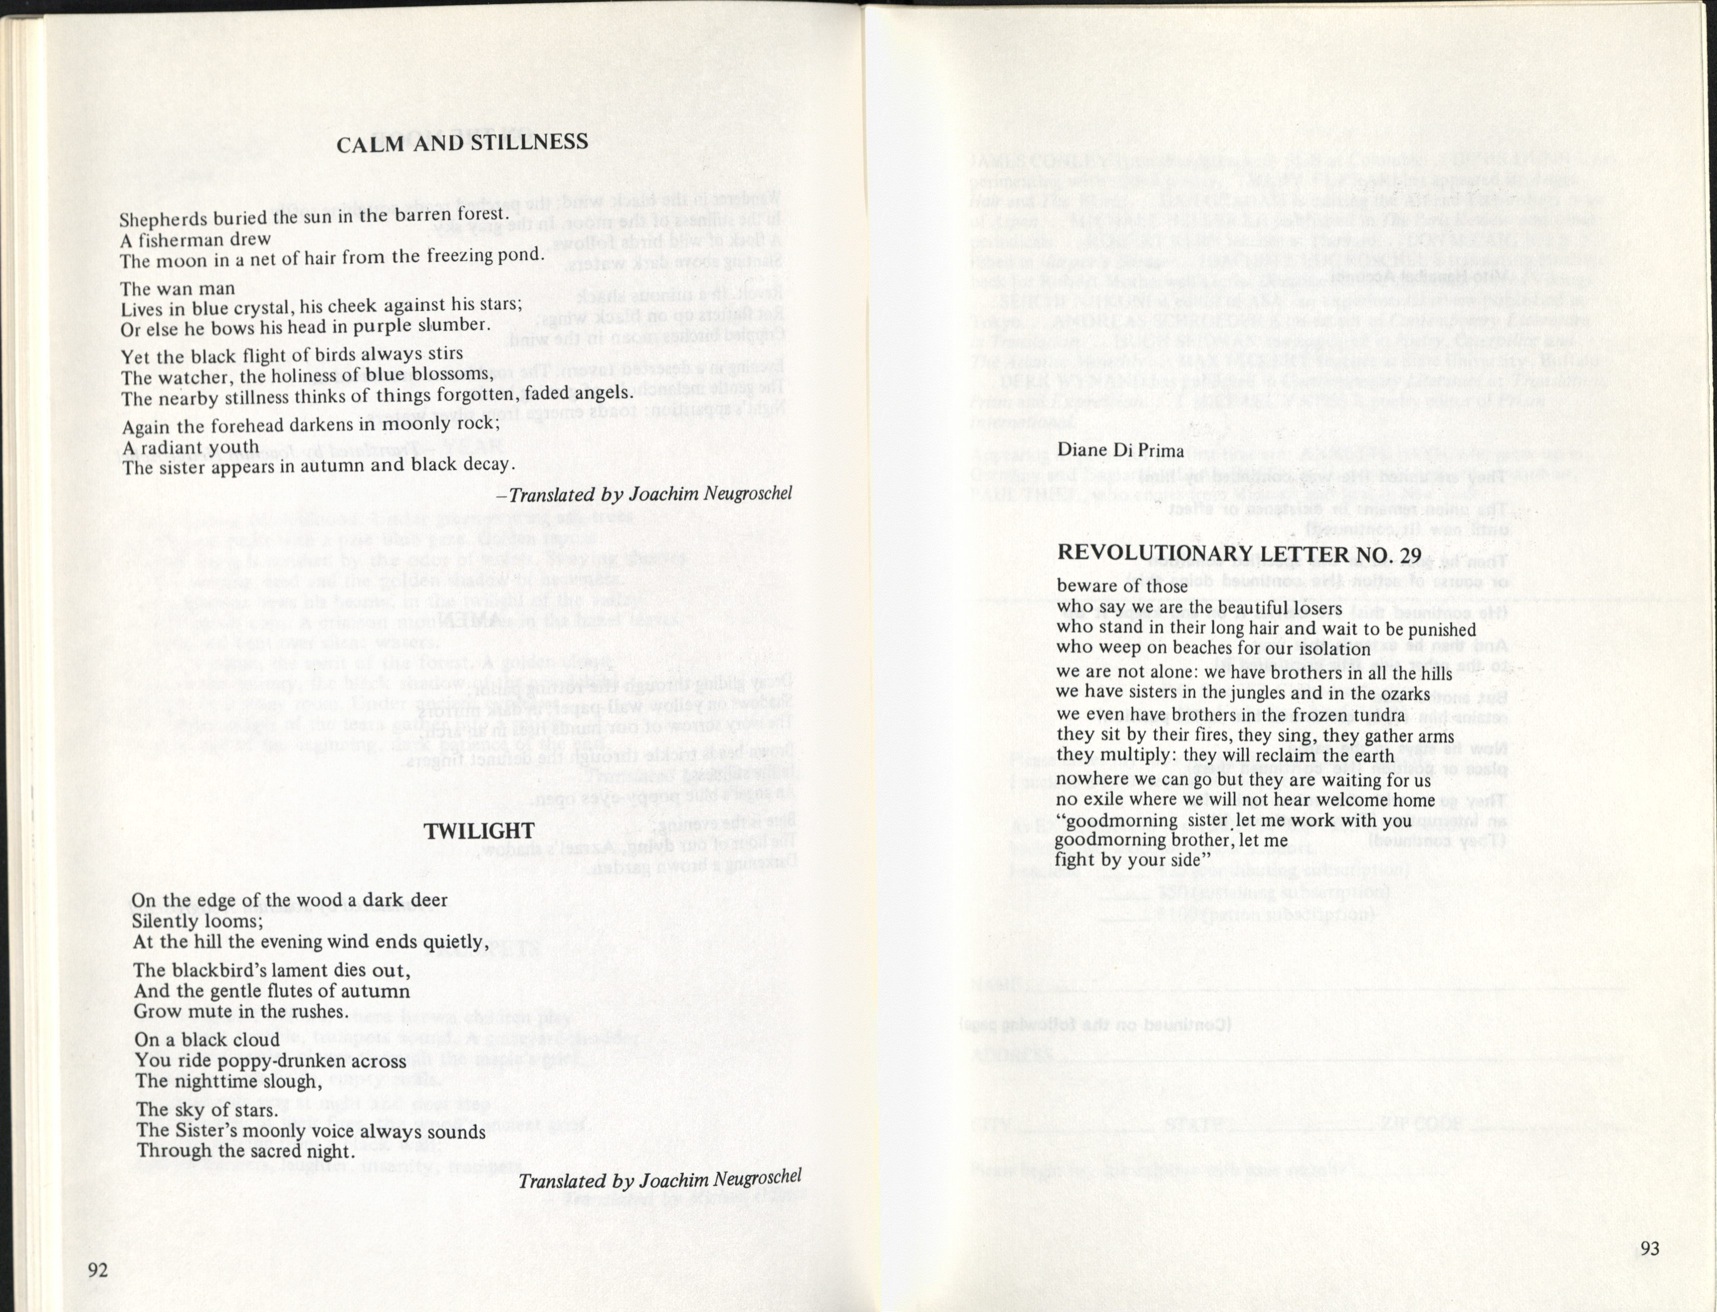 CALM AND STILLNESS
Shepherds buried the sun in the barren forest.
A fisherman drew
The moon in a net of hair from the freezing pond.
The wan man
Lives in blue crystal, his cheek against his stars;
Or else he bows his head in purple slumber.
Yet the black flight of birds always stirs
The watcher, the holiness of blue blossoms,
The nearby stillness thinks of things forgotten, faded angels.
Again the forehead darkens in moonly rock;
A radiant youth
The sister appears in autumn and black decay.
–Translated by Joachim Neugroschel
TWILIGHT
On the edge of the wood a dark deer
Silently looms;
At the hill the evening wind ends quietly,
The blackbird's lament dies out,
And the gentle flutes of autumn
Grow mute in the rushes.
On a black cloud
You ride poppy-drunken across
The nighttime slough,
The sky of stars.
The Sister's moonly voice always sounds
Through the sacred night.
Translated by Joachim Neugroschel
92
Diane Di Prima
REVOLUTIONARY LETTER NO. 29
beware of those
who say we are the beautiful losers
who stand in their long hair and wait to be punished
who weep on beaches for our isolation
we are not alone: we have brothers in all the hills
we have sisters in the jungles and in the ozarks
we even have brothers in the frozen tundra
they sit by their fires, they sing, they gather arms
they multiply: they will reclaim the earth
nowhere we can go but they are waiting for us
no exile where we will not hear welcome home
“goodmorning sister, let me work with you
goodmorning brother, let me
fight by your side”
93